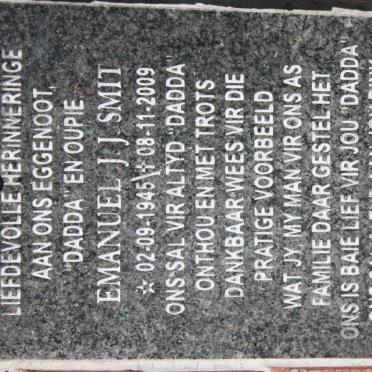 LIEFDEVOLLE HERINNERINGE
AAN ONS EGGENOOT,
"DADDA" EN OUPIE.
EMANUEL J J SMIT
☆ 02-09-1945 ✞ 08-11-2009
ONS SAL VIR ALTYD "DADDA"
ONTHOU EN MET TROTS
DANKBAAR WEES VIR DIE
PRATGE VOORBEELD
WAT JY, MY MAN VIR ONS AS
FAMILIE DAAR GESTEL HET
ONS IS BAIE LIEF VIR JOU "DADDA"